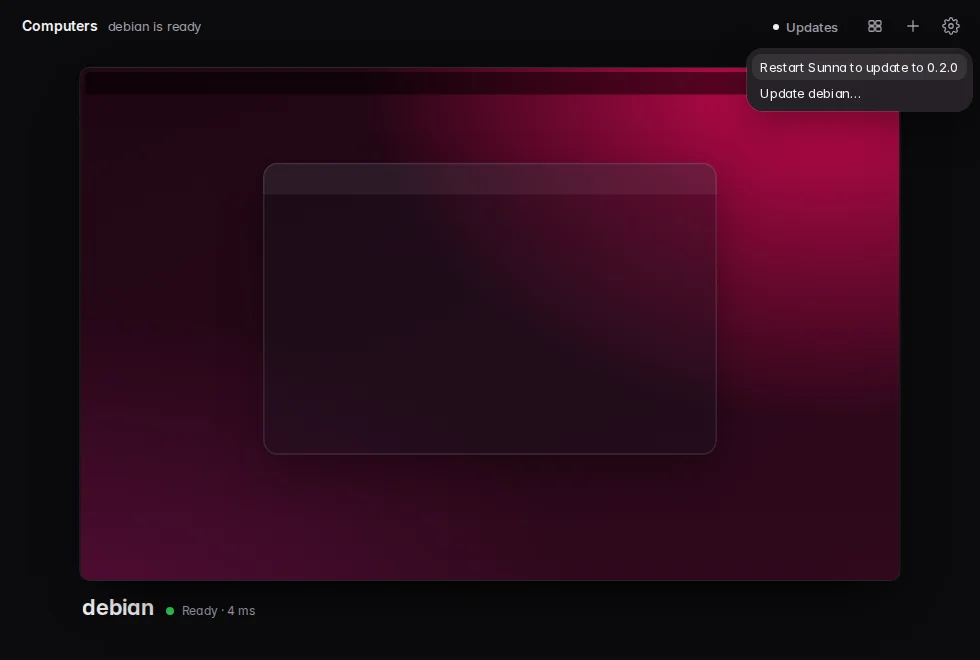 Computers debian is ready
Updates
Restart Sunna to update to 0.2.0
Update debian...
debian Ready · 4 ms